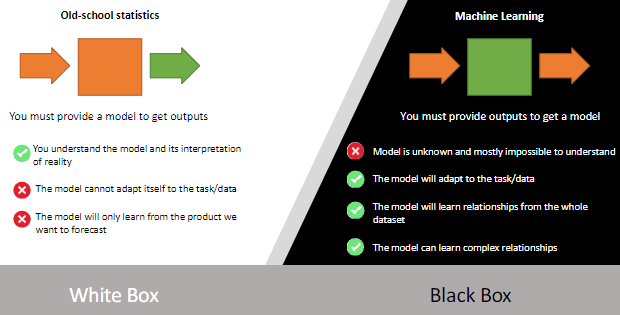 Old-school statistics
You must provide a model to get outputs
You understand the model and its interpretation
of reality
The model cannot adapt itself to the task/data
The model will only learn from the product we
want to forecast
White Box
Machine Learning
You must provide outputs to get a model
Model is unknown and mostly impossible to understand
The model will adapt to the task/data
The model will learn relationships from the whole
dataset
The model can learn complex relationships
Black Box